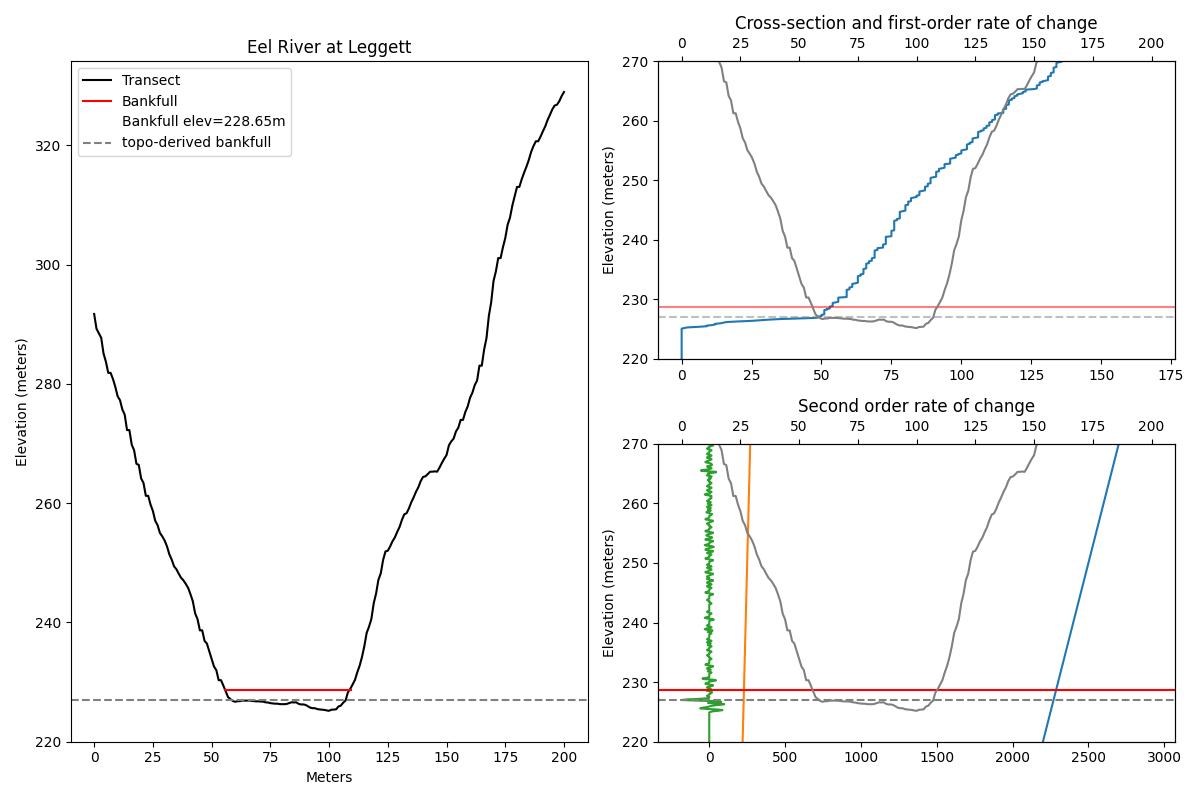 Eel River at Leggett
Transect
Bankfull
Bankfull elev=228.65m
topo-derived bankfull
Elevation (meters)
320
300
280
260
240
220
0 25 50 75 100 125 150 175 200
Meters
Cross-section and first-order rate of change
0 25 50 75 100 125 150 175 200
Elevation (meters)
270
260
250
240
230
220
0 25 50 75 100 125 150 175
Second order rate of change
0 25 50 75 100 125 150 175 200
Elevation (meters)
270
260
250
240
230
220
0 500 1000 1500 2000 2500 3000